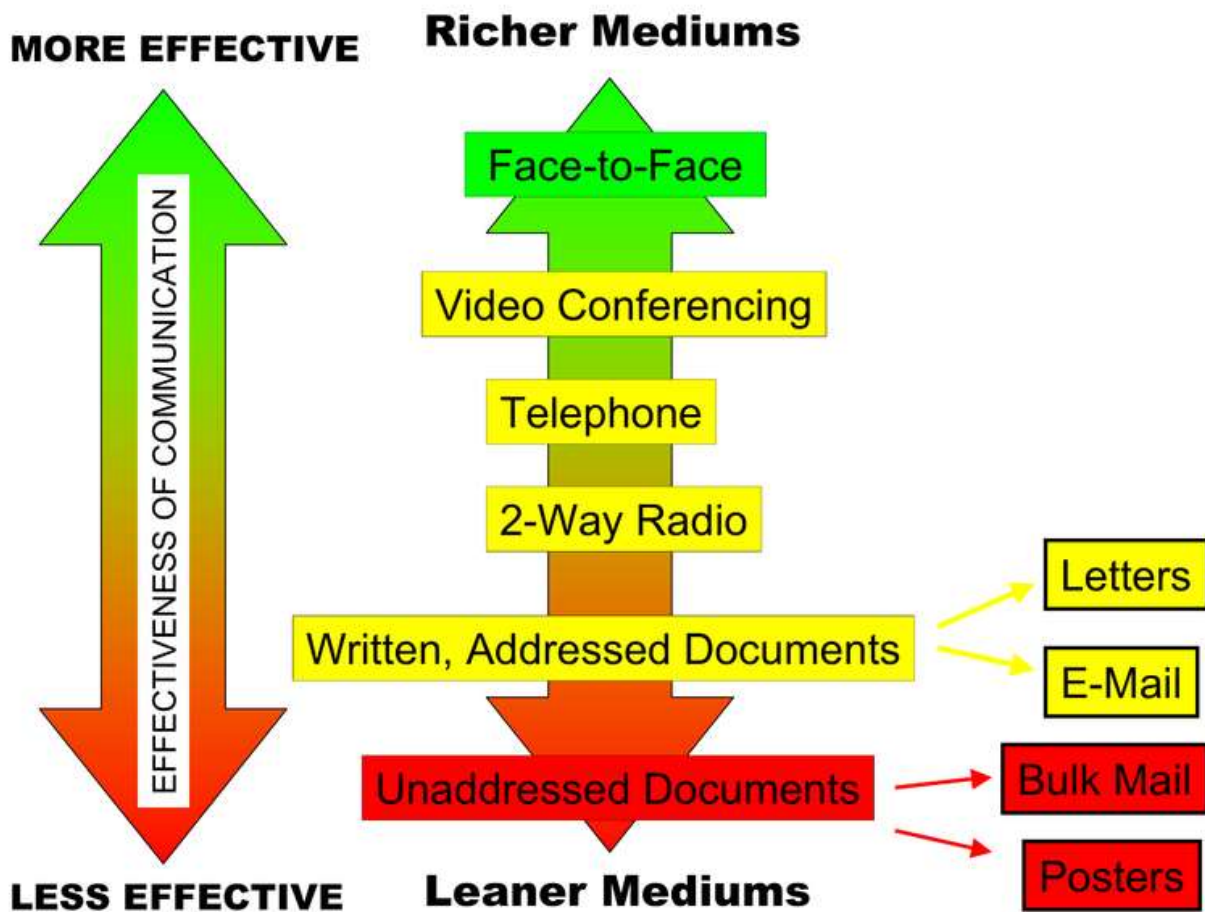 MORE EFFECTIVE
Richer Mediums
EFFECTIVENESS OF COMMUNICATION
Face-to-Face
Video Conferencing
Telephone
2-Way Radio
Written, Addressed Documents
Letters
E-Mail
Unaddressed Documents
Bulk Mail
Posters
LESS EFFECTIVE
Leaner Mediums